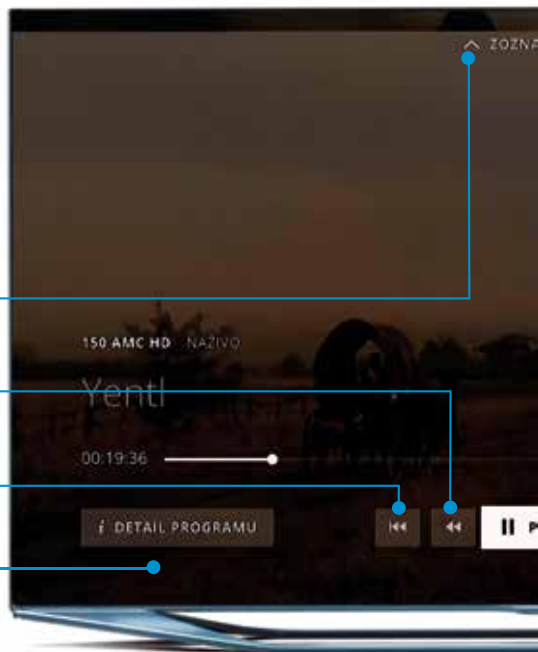 ZOZNA
150 AMC HD NAŽIVO
Yentl
00:19:36
i DETAIL PROGRAMU
P